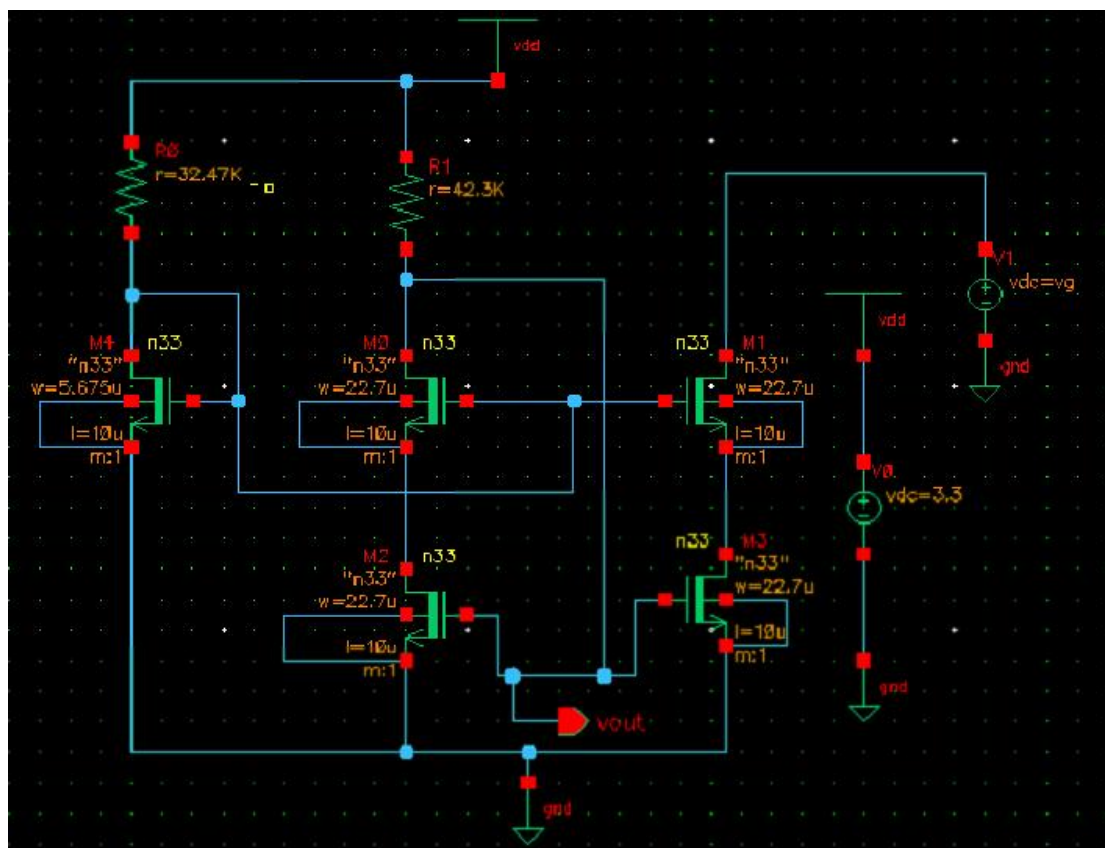 vdd
R0
r=32.47K
R1
r=42.3K
V1
vdc=vg
gnd
vdd
V0
vdc=3.3
gnd
M4
n33
"n33"
w=5.675u
l=10u
m:1
M0
n33
"n33"
w=22.7u
l=10u
m:1
n33
M1
"n33"
w=22.7u
l=10u
m:1
M2
n33
"n33"
w=22.7u
l=10u
m:1
n33
M3
"n33"
w=22.7u
l=10u
m:1
vout
gnd